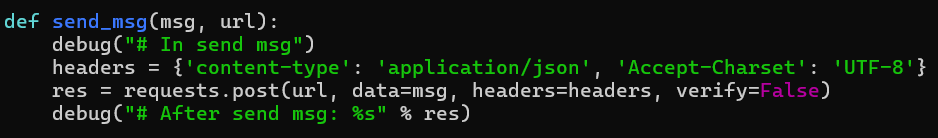 def send_msg(msg, url):
    debug("# In send msg")
    headers = {'content-type': 'application/json', 'Accept-Charset': 'UTF-8'}
    res = requests.post(url, data=msg, headers=headers, verify=False)
    debug("# After send msg: %s" % res)